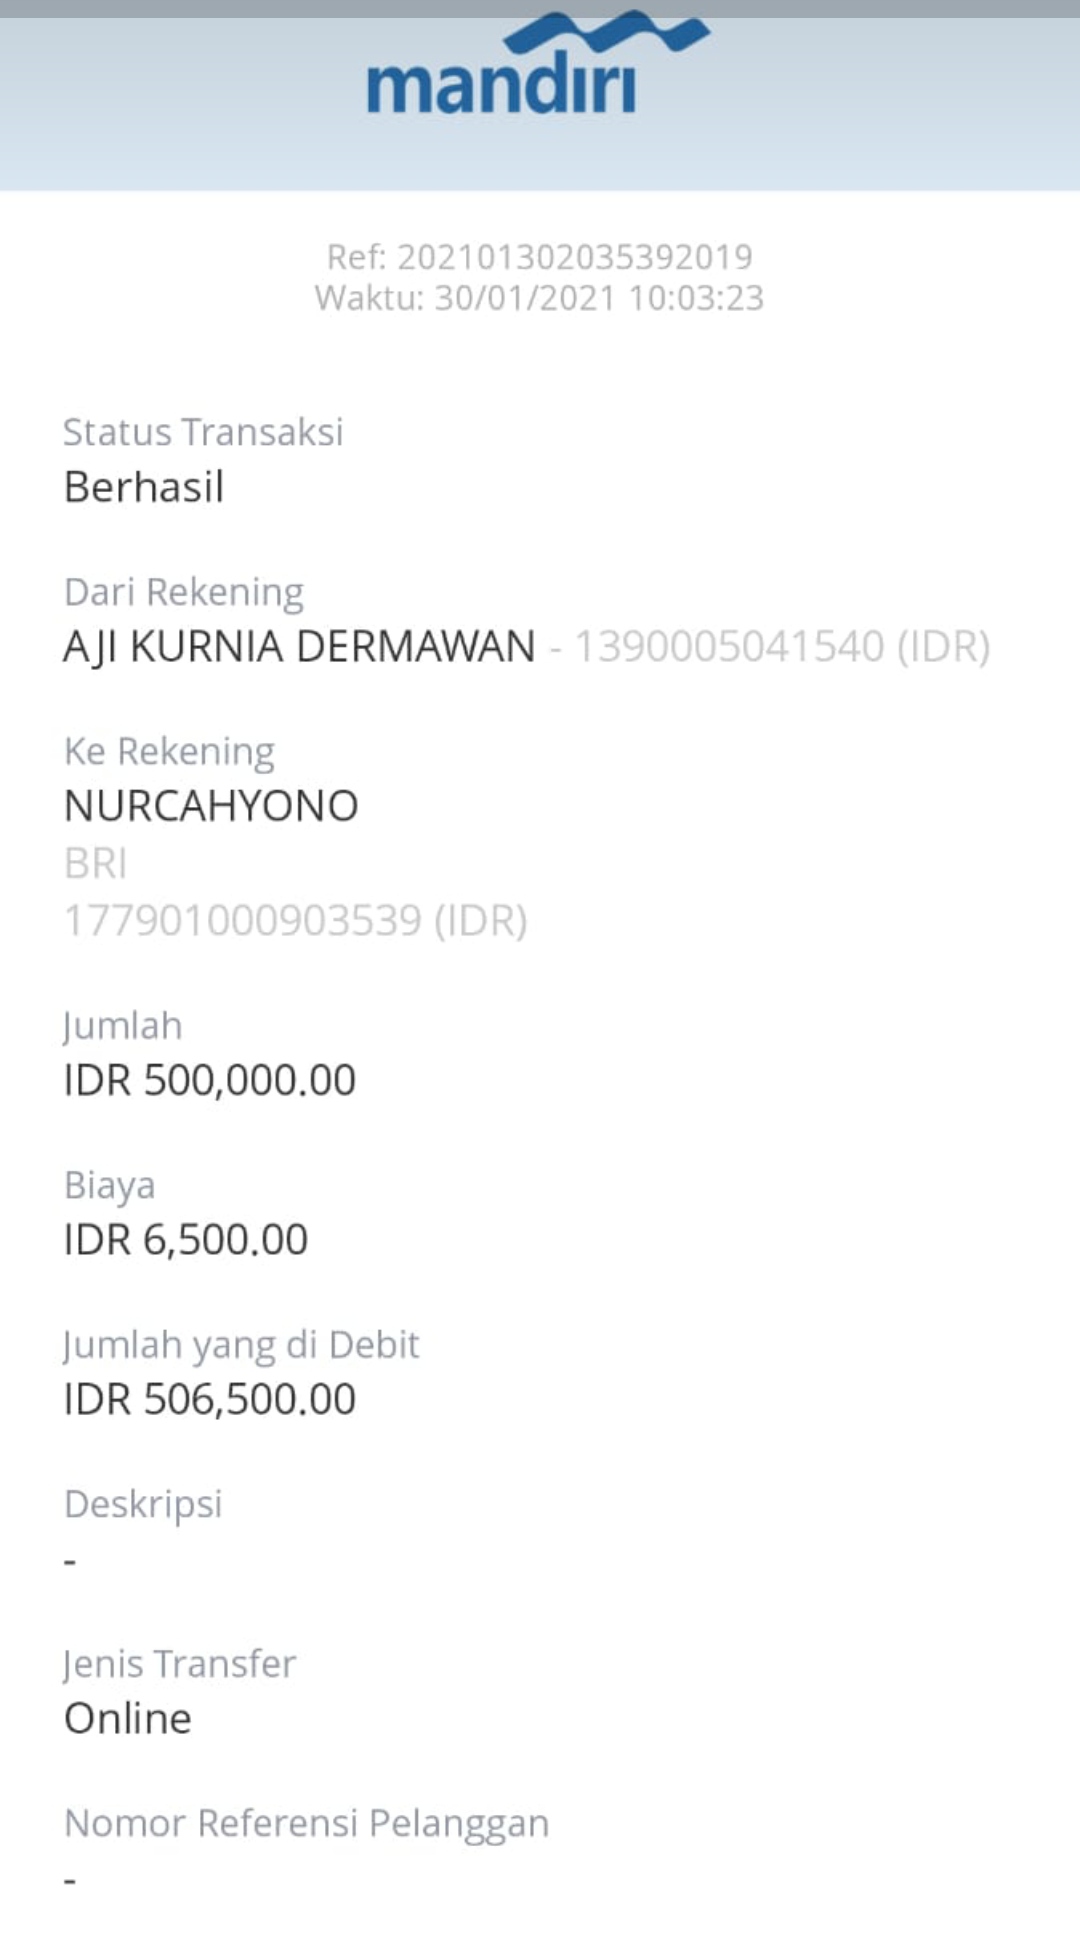 mandiri
Ref: 202101302035392019
Waktu: 30/01/2021 10:03:23
Status Transaksi
Berhasil
Dari Rekening
AJI KURNIA DERMAWAN - 1390005041540 (IDR)
Ke Rekening
NURCAHYONO
BRI
177901000903539 (IDR)
Jumlah
IDR 500,000.00
Biaya
IDR 6,500.00
Jumlah yang di Debit
IDR 506,500.00
Deskripsi
-
Jenis Transfer
Online
Nomor Referensi Pelanggan
-